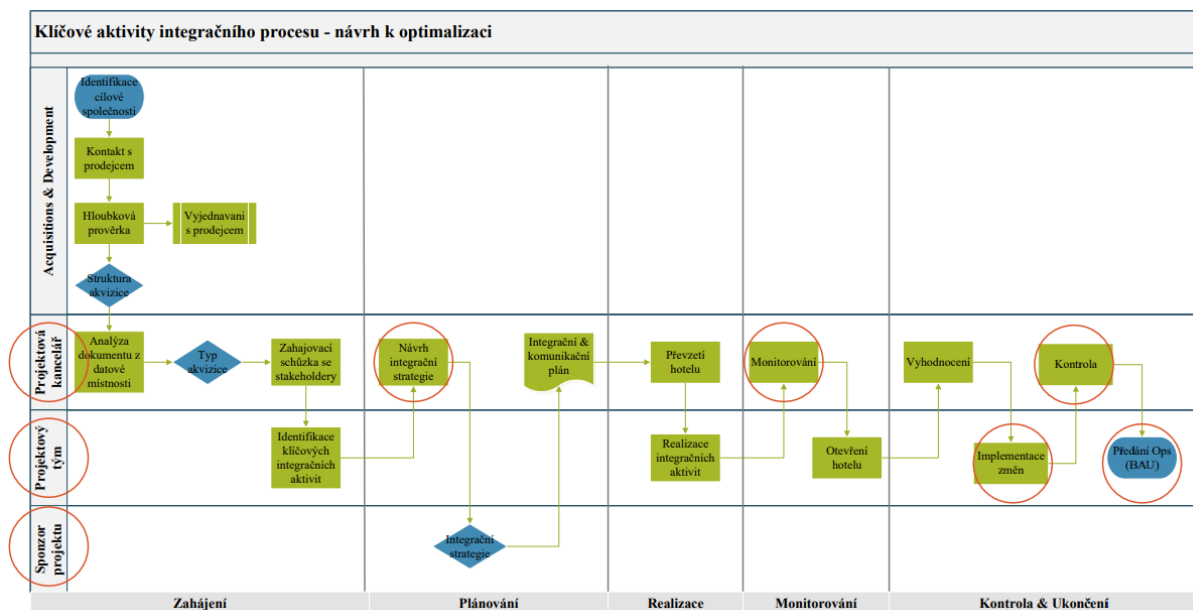 Klíčové aktivity integračního procesu - návrh k optimalizaci
Acquisitions & Development
Identifikace
cílové
společnosti
Kontakt s
prodejcem
Hloubková
prověrka
Vyjednavaní
s prodejcem
Struktura
akvizice
Projektová
kancelář
Analýza
dokumentu z
datové
místnosti
Typ
akvizice
Zahajovací
schůzka se
stakeholdery
Návrh
integrační
strategie
Integrační &
komunikační
plán
Převzetí
hotelu
Monitorování
Vyhodnocení
Kontrola
Projektový
tým
Identifikace
klíčových
integračních
aktivit
Realizace
integračních
aktivit
Otevření
hotelu
Implementace
změn
Předání Ops
(BAU)
Sponzor
projektu
Integrační
strategie
Zahájení
Plánování
Realizace
Monitorování
Kontrola & Ukončení